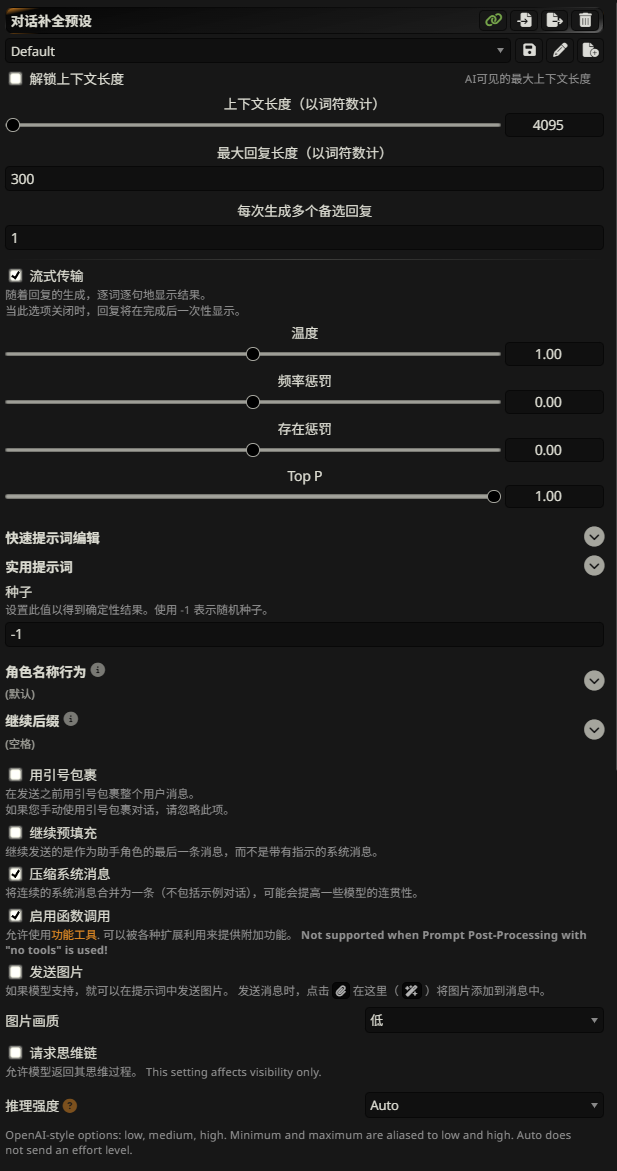 对话补全预设
Default
解锁上下文长度
AI可见的最大上下文长度
上下文长度（以词符数计）
4095
最大回复长度（以词符数计）
300
每次生成多个备选回复
1
流式传输
随着回复的生成，逐词逐句地显示结果。
当此选项关闭时，回复将在完成后一次性显示。
温度
1.00
频率惩罚
0.00
存在惩罚
0.00
Top P
1.00
快速提示词编辑
实用提示词
种子
设置此值以得到确定性结果。使用 -1 表示随机种子。
-1
角色名称行为
(默认)
继续后缀
(空格)
用引号包裹
在发送之前用引号包裹整个用户消息。
如果您手动使用引号包裹对话，请忽略此项。
继续预填充
继续发送的是作为助手角色的最后一条消息，而不是带有指示的系统消息。
压缩系统消息
将连续的系统消息合并为一条（不包括示例对话），可能会提高一些模型的连贯性。
启用函数调用
允许使用功能工具. 可以被各种扩展利用来提供附加功能。 Not supported when Prompt Post-Processing with
"no tools" is used!
发送图片
如果模型支持，就可以在提示词中发送图片。 发送消息时，点击 在这里（ ）将图片添加到消息中。
图片画质
低
请求思维链
允许模型返回其思维过程。 This setting affects visibility only.
推理强度 ?
Auto
OpenAI-style options: low, medium, high. Minimum and maximum are aliased to low and high. Auto does
not send an effort level.